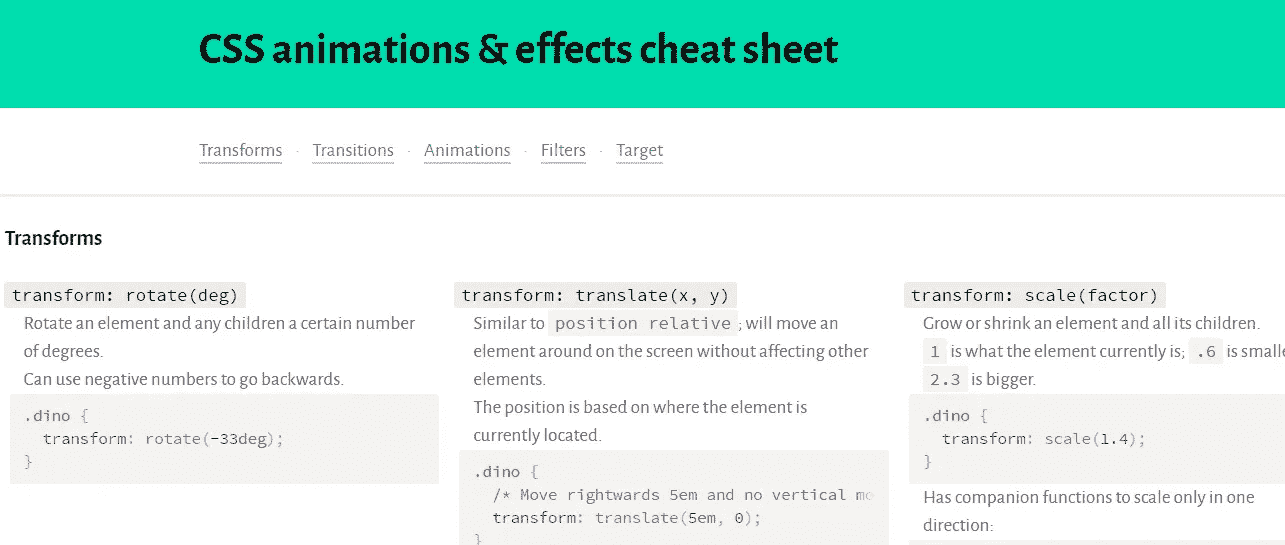 CSS animations & effects cheat sheet
Transforms · Transitions · Animations · Filters · Target
Transforms
transform: rotate(deg)
Rotate an element and any children a certain number
of degrees.
Can use negative numbers to go backwards.
.dino {
transform: rotate(-33deg);
}
transform: translate(x, y)
Similar to position relative ; will move an
element around on the screen without affecting other
elements.
The position is based on where the element is
currently located.
.dino {
/* Move rightwards 5em and no vertical
transform: translate(5em, 0);
}
transform: scale(factor)
Grow or shrink an element and all its children.
1 is what the element currently is; .6 is
2.3 is bigger.
.dino {
transform: scale(1.4);
}
Has companion functions to scale only in one
direction: